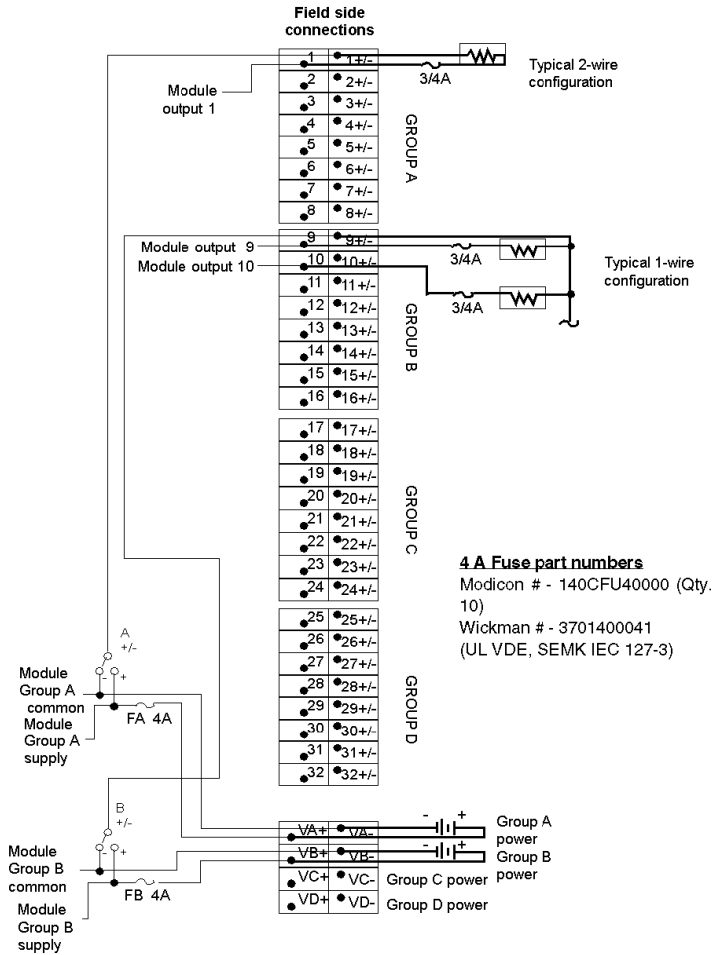 Field side
connections
1 1+/-
2 2+/-
3 3+/-
4 4+/-
5 5+/-
6 6+/-
7 7+/-
8 8+/-
GROUP A
Module
output 1
3/4A
Typical 2-wire
configuration
9 9+/-
10 10+/-
11 11+/-
12 12+/-
13 13+/-
14 14+/-
15 15+/-
16 16+/-
GROUP B
Module output 9
Module output 10
3/4A
3/4A
Typical 1-wire
configuration
17 17+/-
18 18+/-
19 19+/-
20 20+/-
21 21+/-
22 22+/-
23 23+/-
24 24+/-
GROUP C
4 A Fuse part numbers
Modicon # - 140CFU40000 (Qty.
10)
Wickman # - 3701400041
(UL VDE, SEMK IEC 127-3)
25 25+/-
26 26+/-
27 27+/-
28 28+/-
29 29+/-
30 30+/-
31 31+/-
32 32+/-
GROUP D
A
+/-
- +
Module
Group A
common
Module
Group A
supply
FA 4A
B
+/-
- +
Module
Group B
common
Module
Group B
supply
FB 4A
VA+ VA-
VB+ VB-
VC+ VC- Group C power
VD+ VD- Group D power
- +
Group A
power
- +
Group B
power